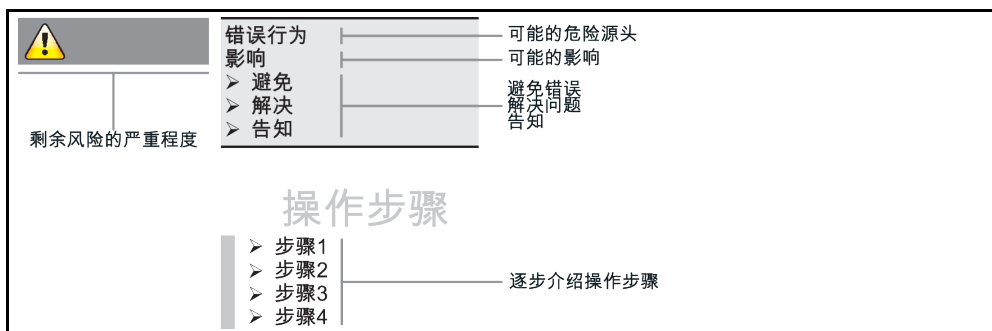 错误行为
影响
➢ 避免
➢ 解决
➢ 告知
可能的危险源头
可能的影响
避免错误
解决问题
告知
剩余风险的严重程度
操作步骤
➢ 步骤1
➢ 步骤2
➢ 步骤3
➢ 步骤4
逐步介绍操作步骤